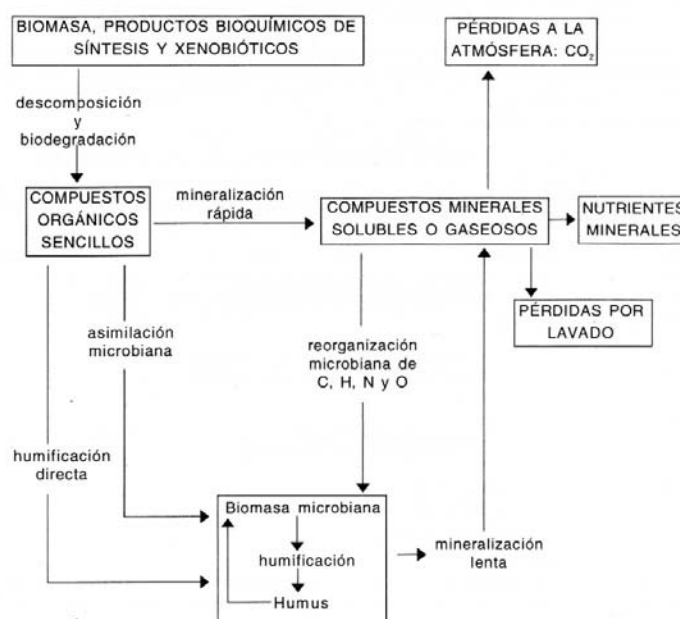 BIOMASA, PRODUCTOS BIOQUÍMICOS DE
SÍNTESIS Y XENOBIÓTICOS
PÉRDIDAS A LA
ATMÓSFERA: CO₂
descomposición
y
biodegradación
COMPUESTOS
ORGÁNICOS
SENCILLOS
mineralización
rápida
COMPUESTOS MINERALES
SOLUBLES O GASEOSOS
NUTRIENTES
MINERALES
PÉRDIDAS POR
LAVADO
asimilación
microbiana
reorganización
microbiana de
C, H, N y O
humificación
directa
Biomasa microbiana
humificación
Humus
mineralización
lenta